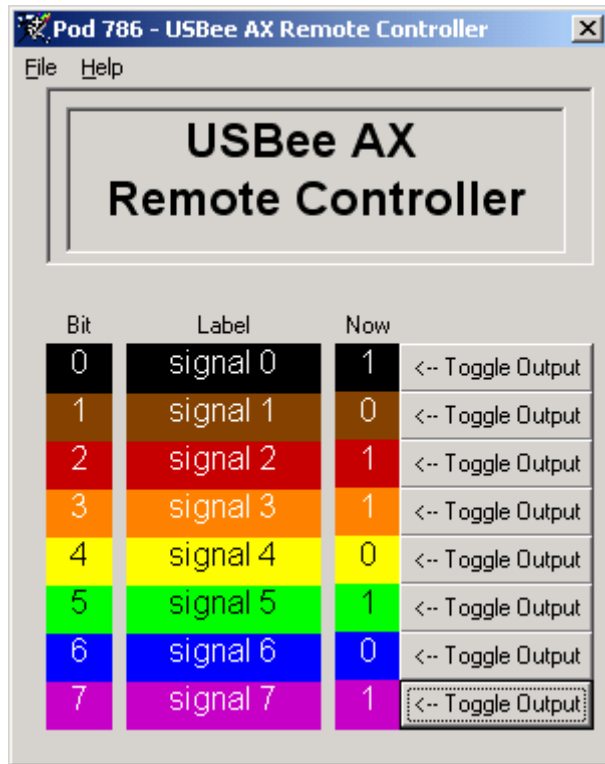 Pod 786 - USBee AX Remote Controller
File Help
USBee AX
Remote Controller
Bit Label Now
0 signal 0 1 <-- Toggle Output
1 signal 1 0 <-- Toggle Output
2 signal 2 1 <-- Toggle Output
3 signal 3 1 <-- Toggle Output
4 signal 4 0 <-- Toggle Output
5 signal 5 1 <-- Toggle Output
6 signal 6 0 <-- Toggle Output
7 signal 7 1 <-- Toggle Output